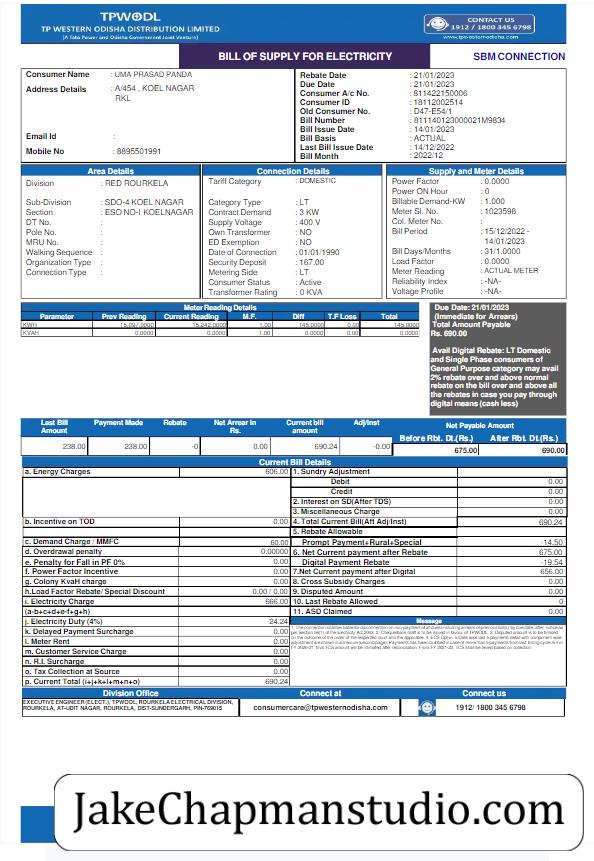 TPWODL
TP WESTERN ODISHA DISTRIBUTION LIMITED
(A Tata Power and Odisha Government Joint Venture)
CONTACT US
1912 / 1800 345 6798
www.tpwesternodisha.com
BILL OF SUPPLY FOR ELECTRICITY
SBM CONNECTION
Consumer Name : UMA PRASAD PANDA
Address Details : A/454 , KOEL NAGAR
RKL
Email Id :
Mobile No : 8895501991
Rebate Date : 21/01/2023
Due Date : 21/01/2023
Consumer A/c No. : 811422150006
Consumer ID : 18112002514
Old Consumer No. : D47-E54/1
Bill Number : 811140123000021M9834
Bill Issue Date : 14/01/2023
Bill Basis : ACTUAL
Last Bill Issue Date : 14/12/2022
Bill Month : 2022/12
Area Details
Division : RED ROURKELA
Sub-Division : SDO-4 KOEL NAGAR
Section : ESO NO-I KOELNAGAR
DT No. :
Pole No. :
MRU No. :
Walking Sequence :
Organization Type :
Connection Type :
Connection Details
Tariff Category : DOMESTIC
Category Type : LT
Contract Demand : 3 KW
Supply Voltage : 400 V
Own Transformer : NO
ED Exemption : NO
Date of Connection : 01/01/1990
Security Deposit : 167.00
Metering Side : LT
Consumer Status : Active
Transformer Rating : 0 KVA
Supply and Meter Details
Power Factor : 0.0000
Power ON Hour : 0
Billable Demand-KW : 1.000
Meter Sl. No. : 1023598
Col. Meter No. :
Bill Period : 15/12/2022 -
14/01/2023
Bill Days/Months : 31/1.0000
Load Factor : 0.0000
Meter Reading : ACTUAL METER
Reliability Index : -NA-
Voltage Profile : -NA-
Meter Reading Details
Parameter Prev Reading Current Reading M.F. Diff T.F Loss Total
KWH 15,097.0000 15,242.0000 1.00 145.0000 0.00 145.0000
KVAH 0.0000 0.0000 1.00 0.0000 0.00 0.0000
Due Date: 21/01/2023
(Immediate for Arrears)
Total Amount Payable
Rs. 690.00
Avail Digital Rebate: LT Domestic
and Single Phase consumers of
General Purpose category may avail
2% rebate over and above normal
rebate on the bill over and above all
the rebates in case you pay through
digital means (cash less)
Last Bill Amount Payment Made Rebate Net Arrear In Rs. Current bill amount Adj/Inst Net Payable Amount
Before Rbt. Dt.(Rs.) After Rbt. Dt.(Rs.)
238.00 238.00 -0 0.00 690.24 -0.00 675.00 690.00
Current Bill Details
a. Energy Charges 606.00
b. Incentive on TOD 0.00
c. Demand Charge / MMFC 60.00
d. Overdrawal penalty 0.00000
e. Penalty for Fall in PF 0% 0.00
f. Power Factor Incentive 0.00
g. Colony KvaH charge 0.00
h.Load Factor Rebate/ Special Discount 0.00 / 0.00
i. Electricity Charge 666.00
(a-b+c+d+e-f+g+h)
j. Electricity Duty (4%) 24.24
k. Delayed Payment Surcharge 0.00
l. Meter Rent 0.00
m. Customer Service Charge 0.00
n. R.I. Surcharge 0.00
o. Tax Collection at Source 0.00
p. Current Total (i+j+k+l+m+n+o) 690.24
1. Sundry Adjustment
Debit 0.00
Credit 0.00
2. Interest on SD(After TDS) 0.00
3. Miscellaneous Charge 0.00
4. Total Current Bill(Aft Adj/Inst) 690.24
5. Rebate Allowable
Prompt Payment+Rural+Special -14.50
6. Net Current payment after Rebate 675.00
Digital Payment Rebate -19.54
7.Net Current payment after Digital 656.00
8. Cross Subsidy Charges 0.00
9. Disputed Amount 0.00
10. Last Rebate Allowed 0
11. ASD Claimed 0.00
Message
Division Office
EXECUTIVE ENGINEER(ELECT.), TPWODL, ROURKELA ELECTRICAL DIVISION,
ROURKELA, AT-UDIT NAGAR, ROURKELA, DIST-SUNDERGARH, PIN-769015
Connect at
consumercare@tpwesternodisha.com
Connect us
1912/ 1800 345 6798
JakeChapmanstudio.com